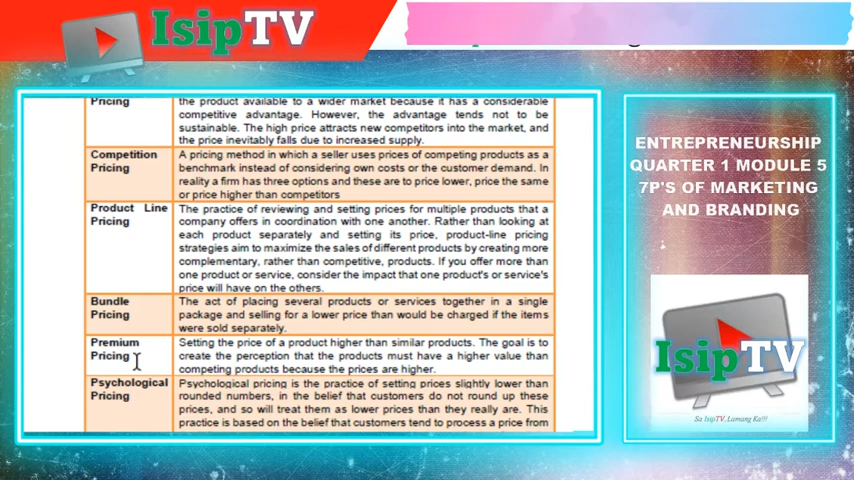 IsipTV
ENTREPRENEURSHIP
QUARTER 1 MODULE 5
7P'S OF MARKETING
AND BRANDING
Pricing
the product available to a wider market because it has a considerable
competitive advantage. However, the advantage tends not to be
sustainable. The high price attracts new competitors into the market, and
the price inevitably falls due to increased supply.
Competition
Pricing
A pricing method in which a seller uses prices of competing products as a
benchmark instead of considering own costs or the customer demand. In
reality a firm has three options and these are to price lower, price the same
or price higher than competitors
Product Line
Pricing
The practice of reviewing and setting prices for multiple products that a
company offers in coordination with one another. Rather than looking at
each product separately and setting its price, product-line pricing
strategies aim to maximize the sales of different products by creating more
complementary, rather than competitive, products. If you offer more than
one product or service, consider the impact that one product's or service's
price will have on the others.
Bundle
Pricing
The act of placing several products or services together in a single
package and selling for a lower price than would be charged if the items
were sold separately.
Premium
Pricing
Setting the price of a product higher than similar products. The goal is to
create the perception that the products must have a higher value than
competing products because the prices are higher.
Psychological
Pricing
Psychological pricing is the practice of setting prices slightly lower than
rounded numbers, in the belief that customers do not round up these
prices, and so will treat them as lower prices than they really are. This
practice is based on the belief that customers tend to process a price from
IsipTV
Sa IsipTV, Lamang Ka!!!